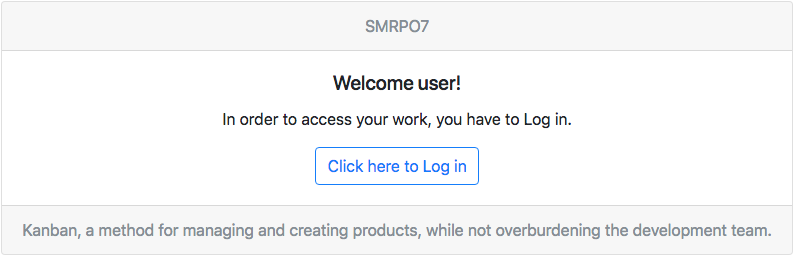 SMRPO7
Welcome user!
In order to access your work, you have to Log in.
Click here to Log in
Kanban, a method for managing and creating products, while not overburdening the development team.